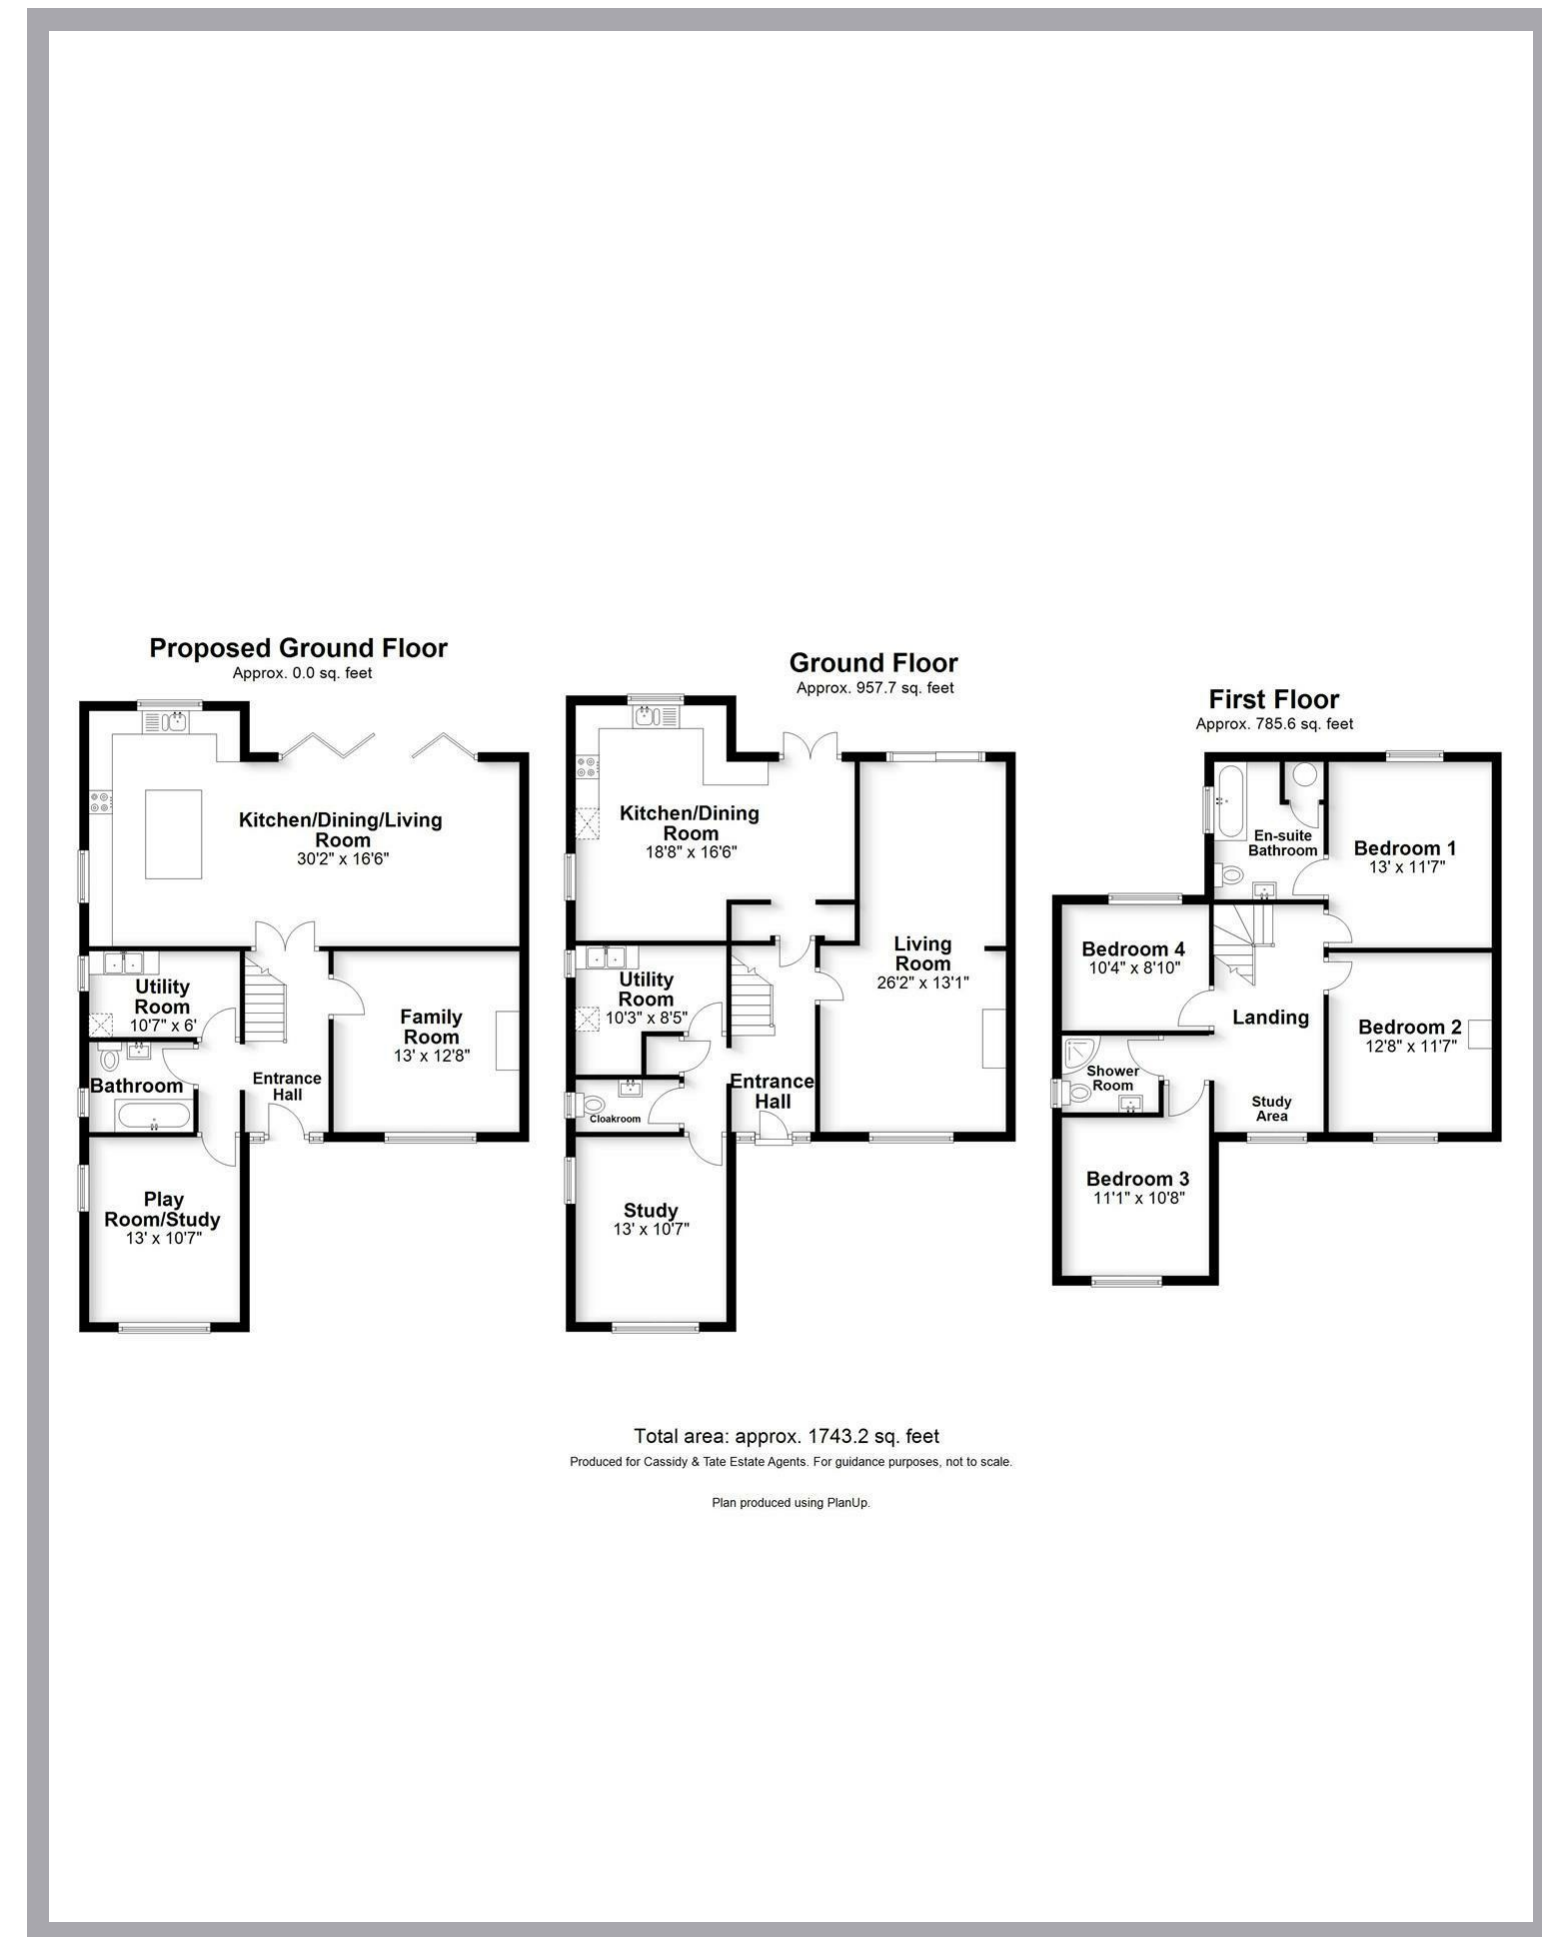 Proposed Ground Floor
Approx. 0.0 sq. feet
Kitchen/Dining/Living
Room
30'2" x 16'6"
Utility
Room
10'7" x 6'
Bathroom
Entrance
Hall
Family
Room
13' x 12'8"
Play
Room/Study
13' x 10'7"
Ground Floor
Approx. 957.7 sq. feet
Kitchen/Dining
Room
18'8" x 16'6"
Living
Room
26'2" x 13'1"
Utility
Room
10'3" x 8'5"
Entrance
Hall
Cloakroom
Study
13' x 10'7"
First Floor
Approx. 785.6 sq. feet
En-suite
Bathroom
Bedroom 1
13' x 11'7"
Bedroom 4
10'4" x 8'10"
Landing
Bedroom 2
12'8" x 11'7"
Shower
Room
Study
Area
Bedroom 3
11'1" x 10'8"
Total area: approx. 1743.2 sq. feet
Produced for Cassidy & Tate Estate Agents. For guidance purposes, not to scale.
Plan produced using PlanUp.